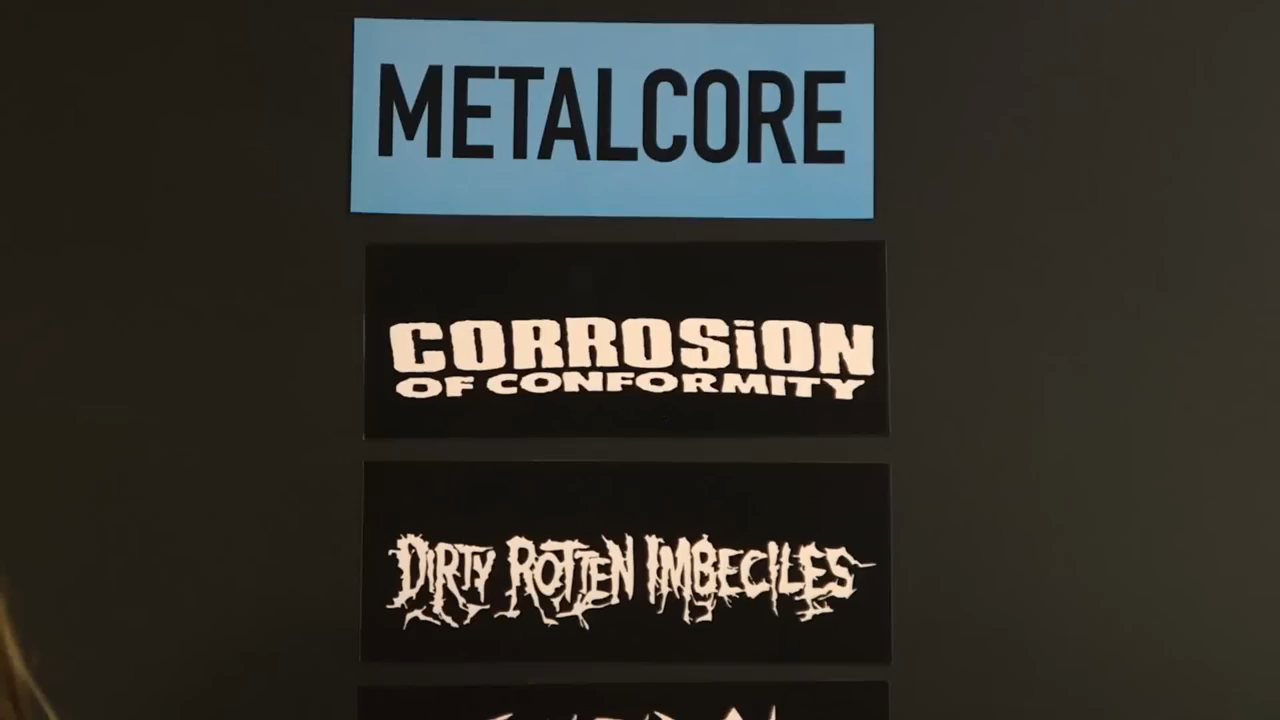 METALCORE
CORROSiON
OF CONFORMITY
DIRTY ROTTEN IMBECILES